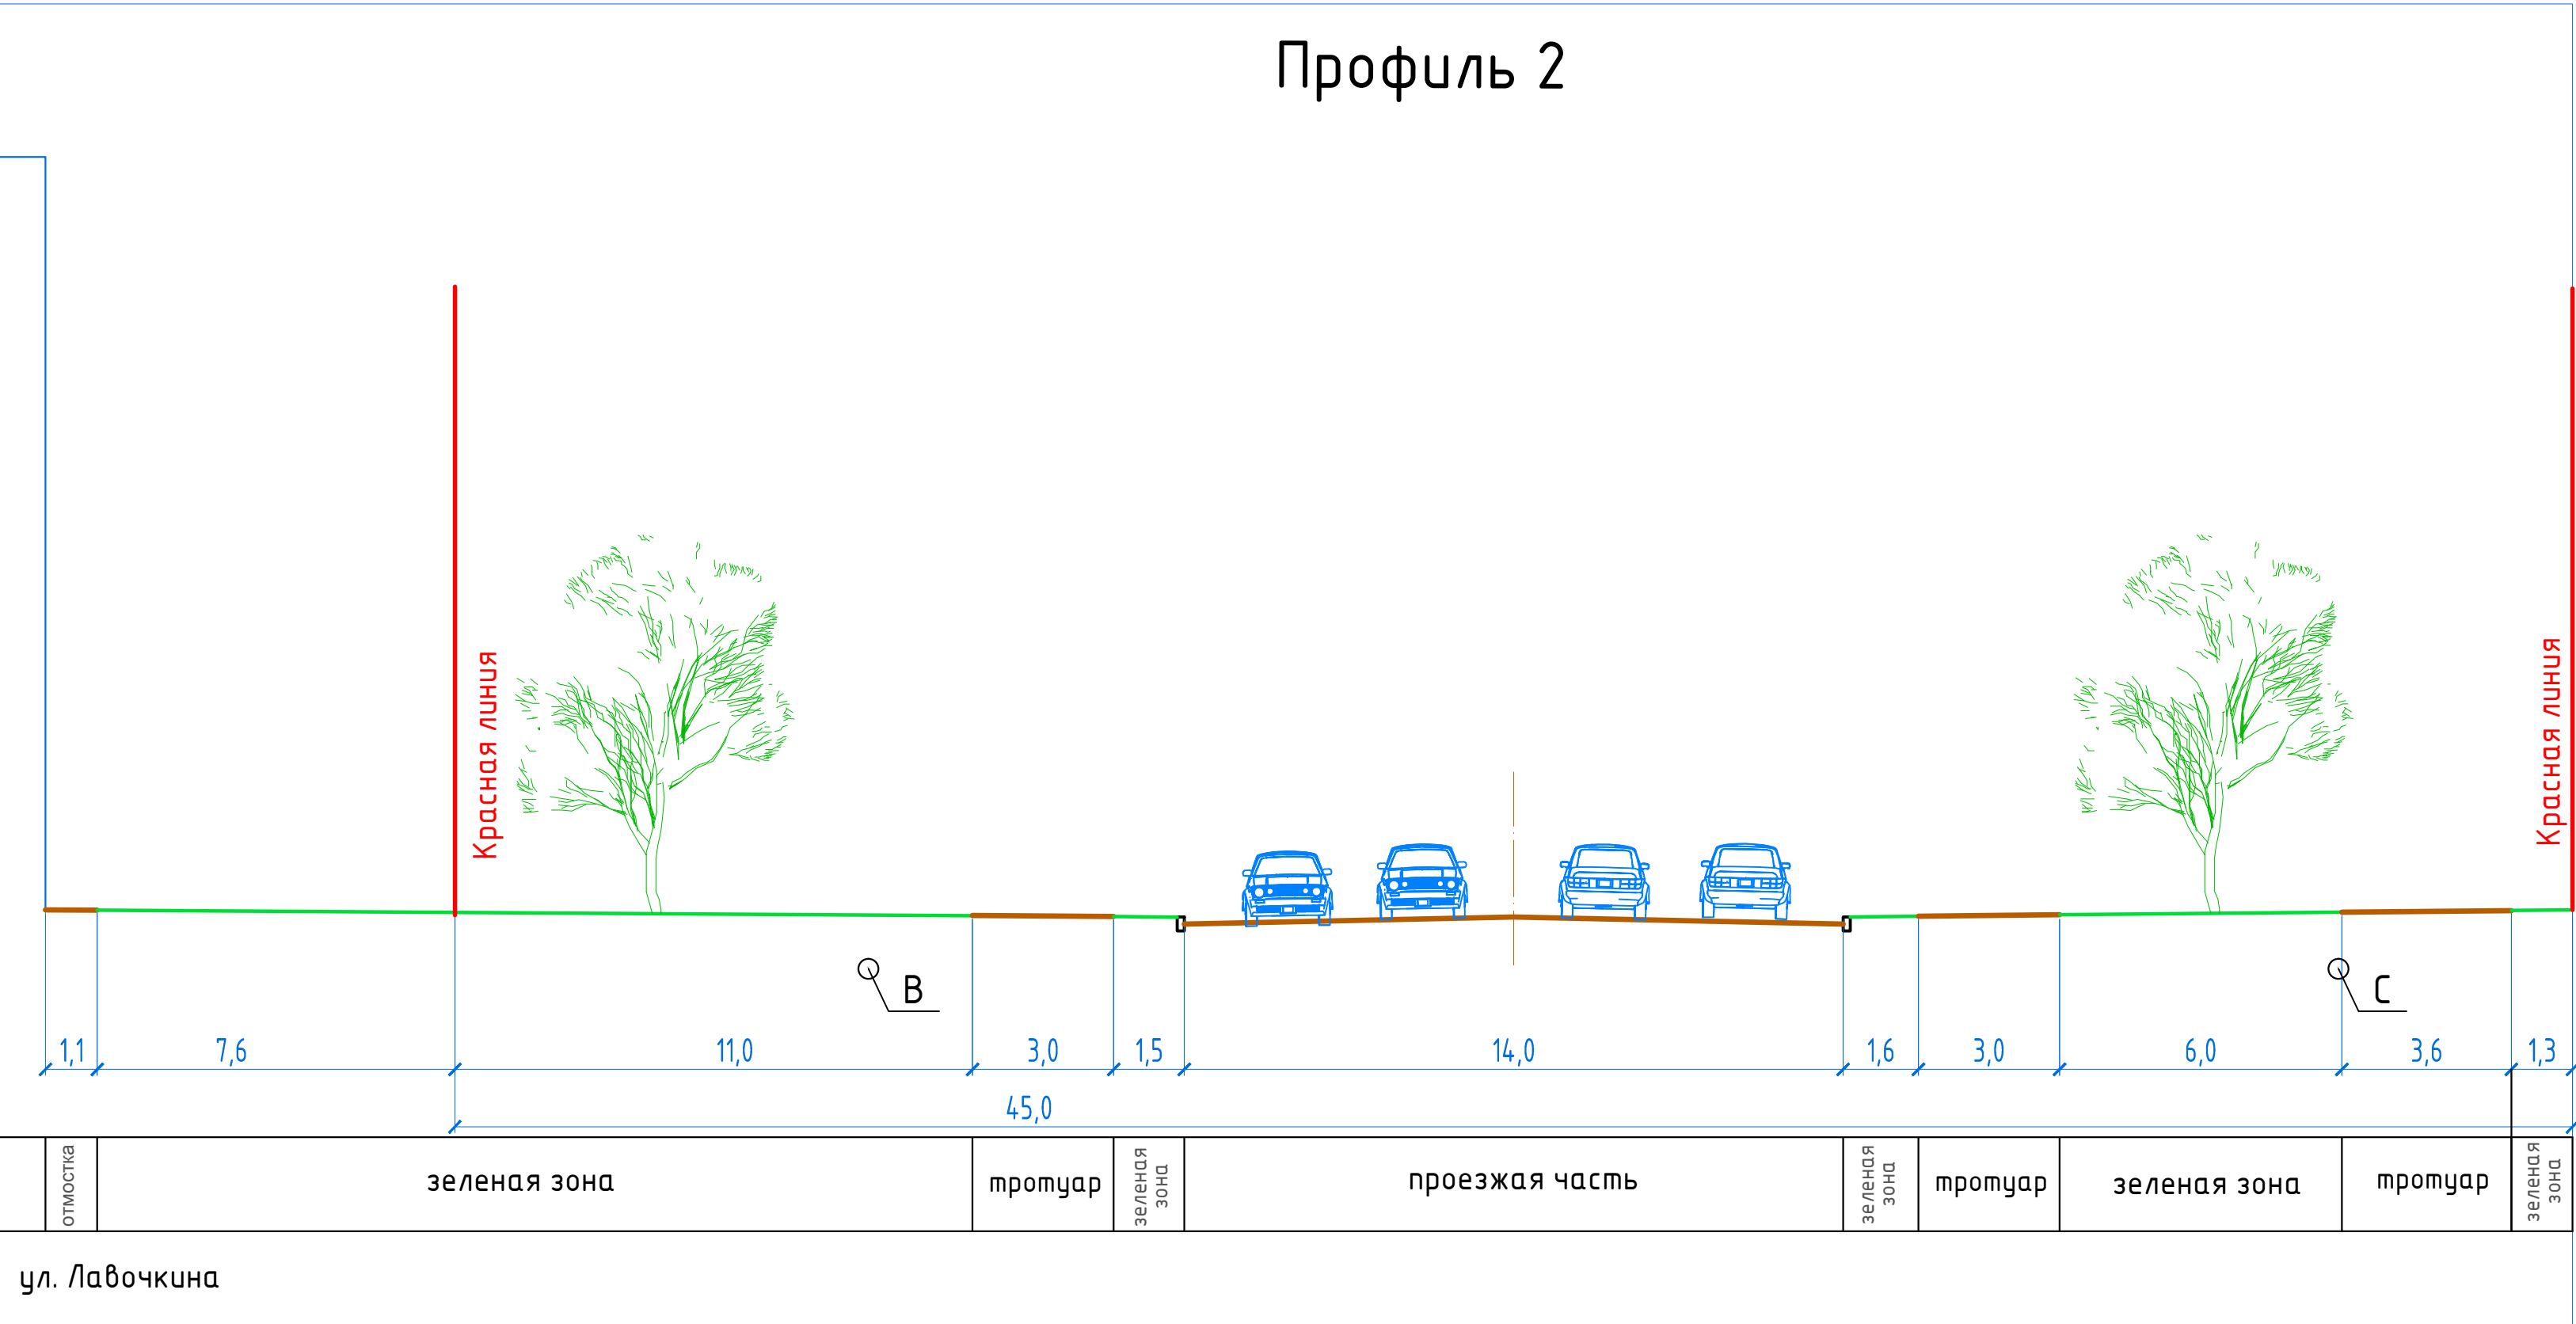 Профиль 2
Красная линия
Красная линия
В
С
1,1
7,6
11,0
3,0
1,5
14,0
1,6
3,0
6,0
3,6
1,3
45,0
отмостка
зеленая зона
тротуар
зеленая
зона
проезжая часть
зеленая
зона
тротуар
зеленая зона
тротуар
зеленая
зона
ул. Лавочкина